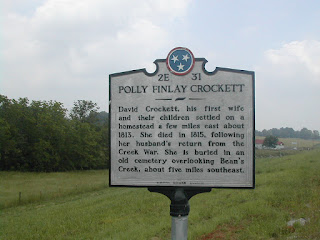 2E 31
POLLY FINLAY CROCKETT
David Crockett, his first wife
and their children settled on a
homestead a few miles east about
1813. She died in 1815, following
her husband's return from the
Creek War. She is buried in an
old cemetery overlooking Bean's
Creek, about five miles southeast.